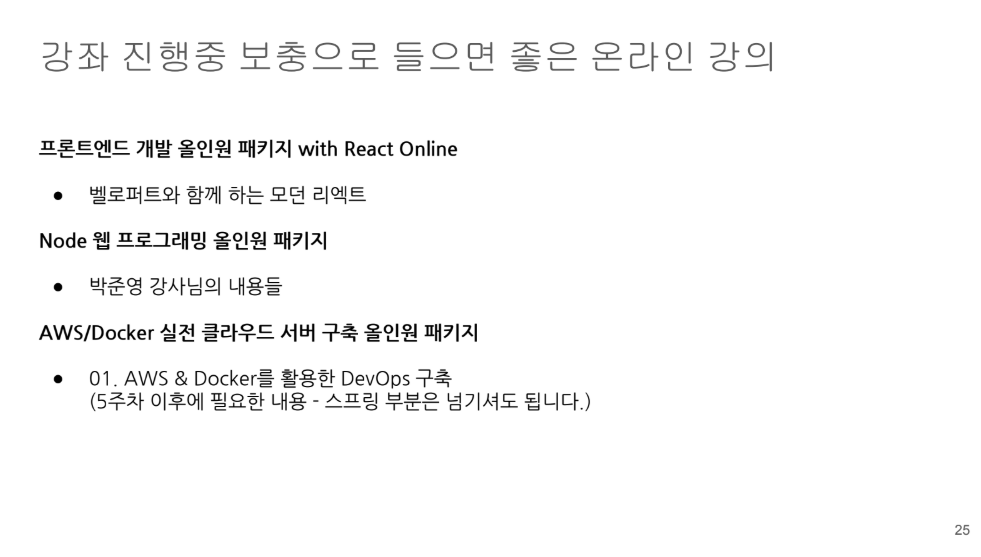 강좌 진행중 보충으로 들으면 좋은 온라인 강의
프론트엔드 개발 올인원 패키지 with React Online
● 벨로퍼트와 함께 하는 모던 리엑트
Node 웹 프로그래밍 올인원 패키지
● 박준영 강사님의 내용들
AWS/Docker 실전 클라우드 서버 구축 올인원 패키지
● 01. AWS & Docker를 활용한 DevOps 구축
(5주차 이후에 필요한 내용 - 스프링 부분은 넘기셔도 됩니다.)
25